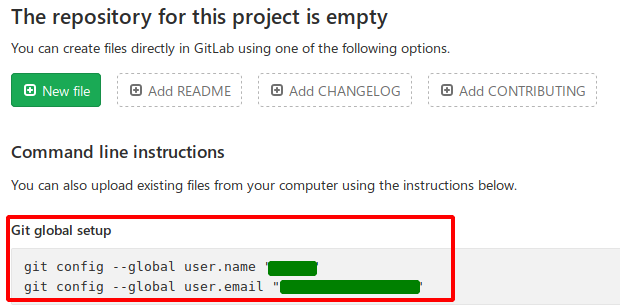 The repository for this project is empty
You can create files directly in GitLab using one of the following options.
New file Add README Add CHANGELOG Add CONTRIBUTING
Command line instructions
You can also upload existing files from your computer using the instructions below.
Git global setup
git config --global user.name ""
git config --global user.email ""